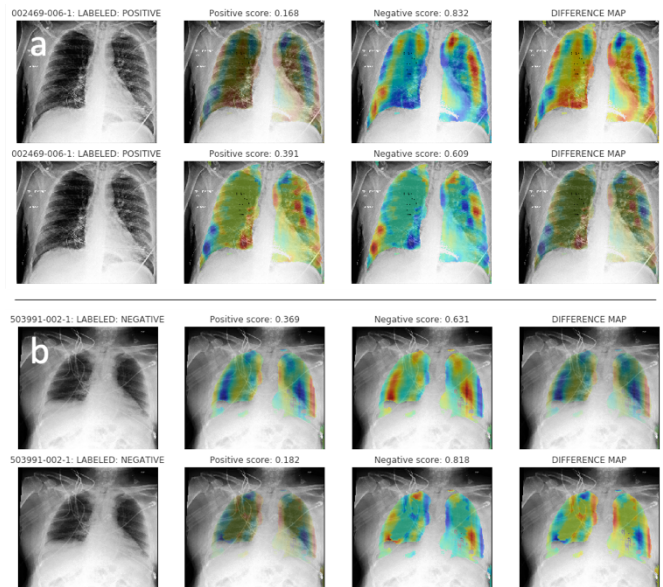 002469-006-1: LABELED: POSITIVE Positive score: 0.168 Negative score: 0.832 DIFFERENCE MAP
a
002469-006-1: LABELED: POSITIVE Positive score: 0.391 Negative score: 0.609 DIFFERENCE MAP
503991-002-1: LABELED: NEGATIVE Positive score: 0.369 Negative score: 0.631 DIFFERENCE MAP
b
503991-002-1: LABELED: NEGATIVE Positive score: 0.182 Negative score: 0.818 DIFFERENCE MAP